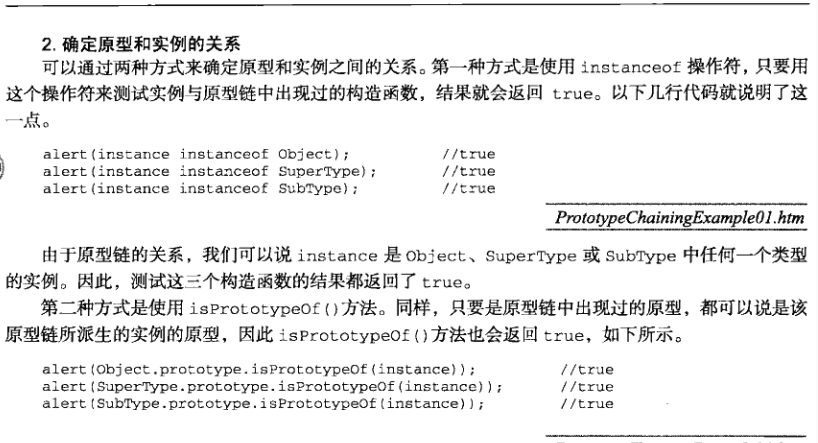 2. 确定原型和实例的关系
可以通过两种方式来确定原型和实例之间的关系。第一种方式是使用 instanceof 操作符，只要用
这个操作符来测试实例与原型链中出现过的构造函数，结果就会返回 true。以下几行代码就说明了这
一点。
alert(instance instanceof Object); //true
alert(instance instanceof SuperType); //true
alert(instance instanceof SubType); //true
PrototypeChainingExample01.htm
由于原型链的关系，我们可以说 instance 是 Object、SuperType 或 SubType 中任何一个类型
的实例。因此，测试这三个构造函数的结果都返回了 true。
第二种方式是使用 isPrototypeOf()方法。同样，只要是原型链中出现过的原型，都可以说是该
原型链所派生的实例的原型，因此 isPrototypeOf()方法也会返回 true，如下所示。
alert(Object.prototype.isPrototypeOf(instance)); //true
alert(SuperType.prototype.isPrototypeOf(instance)); //true
alert(SubType.prototype.isPrototypeOf(instance)); //true